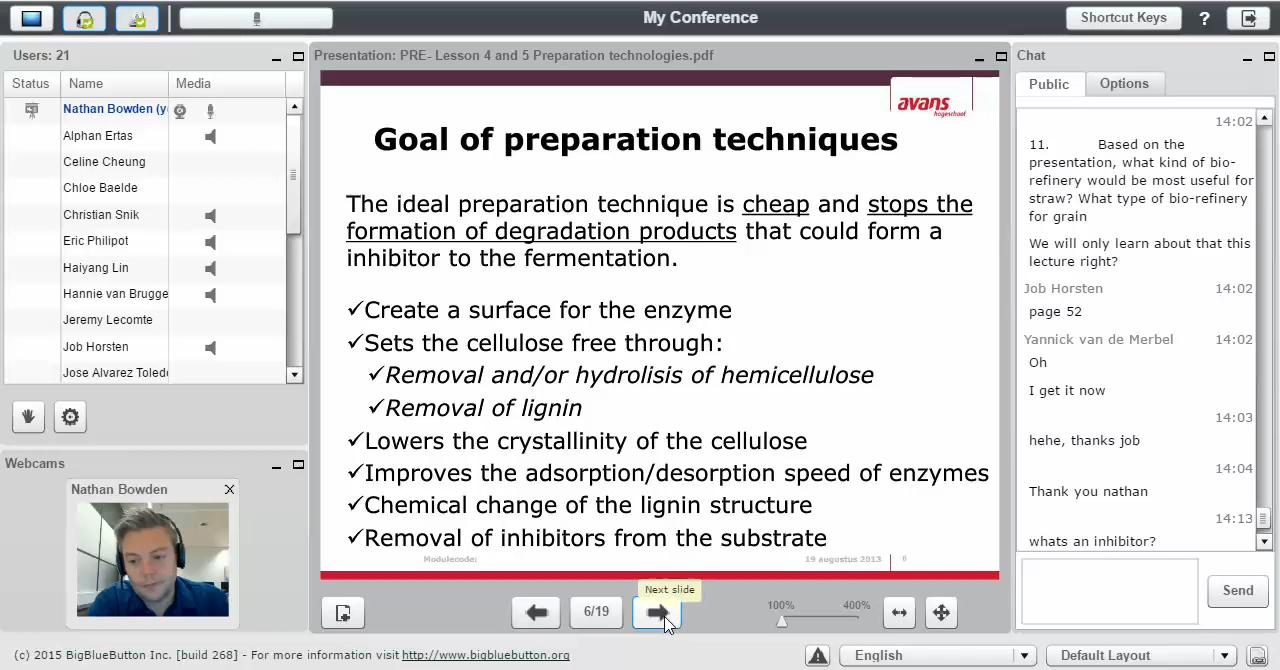 My Conference
Shortcut Keys
?
Users: 21
Status Name Media
Nathan Bowden (y
Alphan Ertas
Celine Cheung
Chloe Baelde
Christian Snik
Eric Philipot
Haiyang Lin
Hannie van Brugge
Jeremy Lecomte
Job Horsten
Jose Alvarez Toled
Webcams
Nathan Bowden
Presentation: PRE- Lesson 4 and 5 Preparation technologies.pdf
avans
hogeschool
Goal of preparation techniques
The ideal preparation technique is cheap and stops the
formation of degradation products that could form a
inhibitor to the fermentation.
✓Create a surface for the enzyme
✓Sets the cellulose free through:
✓Removal and/or hydrolisis of hemicellulose
✓Removal of lignin
✓Lowers the crystallinity of the cellulose
✓Improves the adsorption/desorption speed of enzymes
✓Chemical change of the lignin structure
✓Removal of inhibitors from the substrate
Modulecode: 19 augustus 2013 6
Next slide
6/19
100% 400%
Chat
Public Options
14:02
11. Based on the
presentation, what kind of bio-
refinery would be most useful for
straw? What type of bio-refinery
for grain
We will only learn about that this
lecture right?
Job Horsten 14:02
page 52
Yannick van de Merbel 14:02
Oh
I get it now
14:03
hehe, thanks job
14:04
Thank you nathan
14:13
whats an inhibitor?
Send
(c) 2015 BigBlueButton Inc. [build 268] - For more information visit http://www.bigbluebutton.org
English
Default Layout